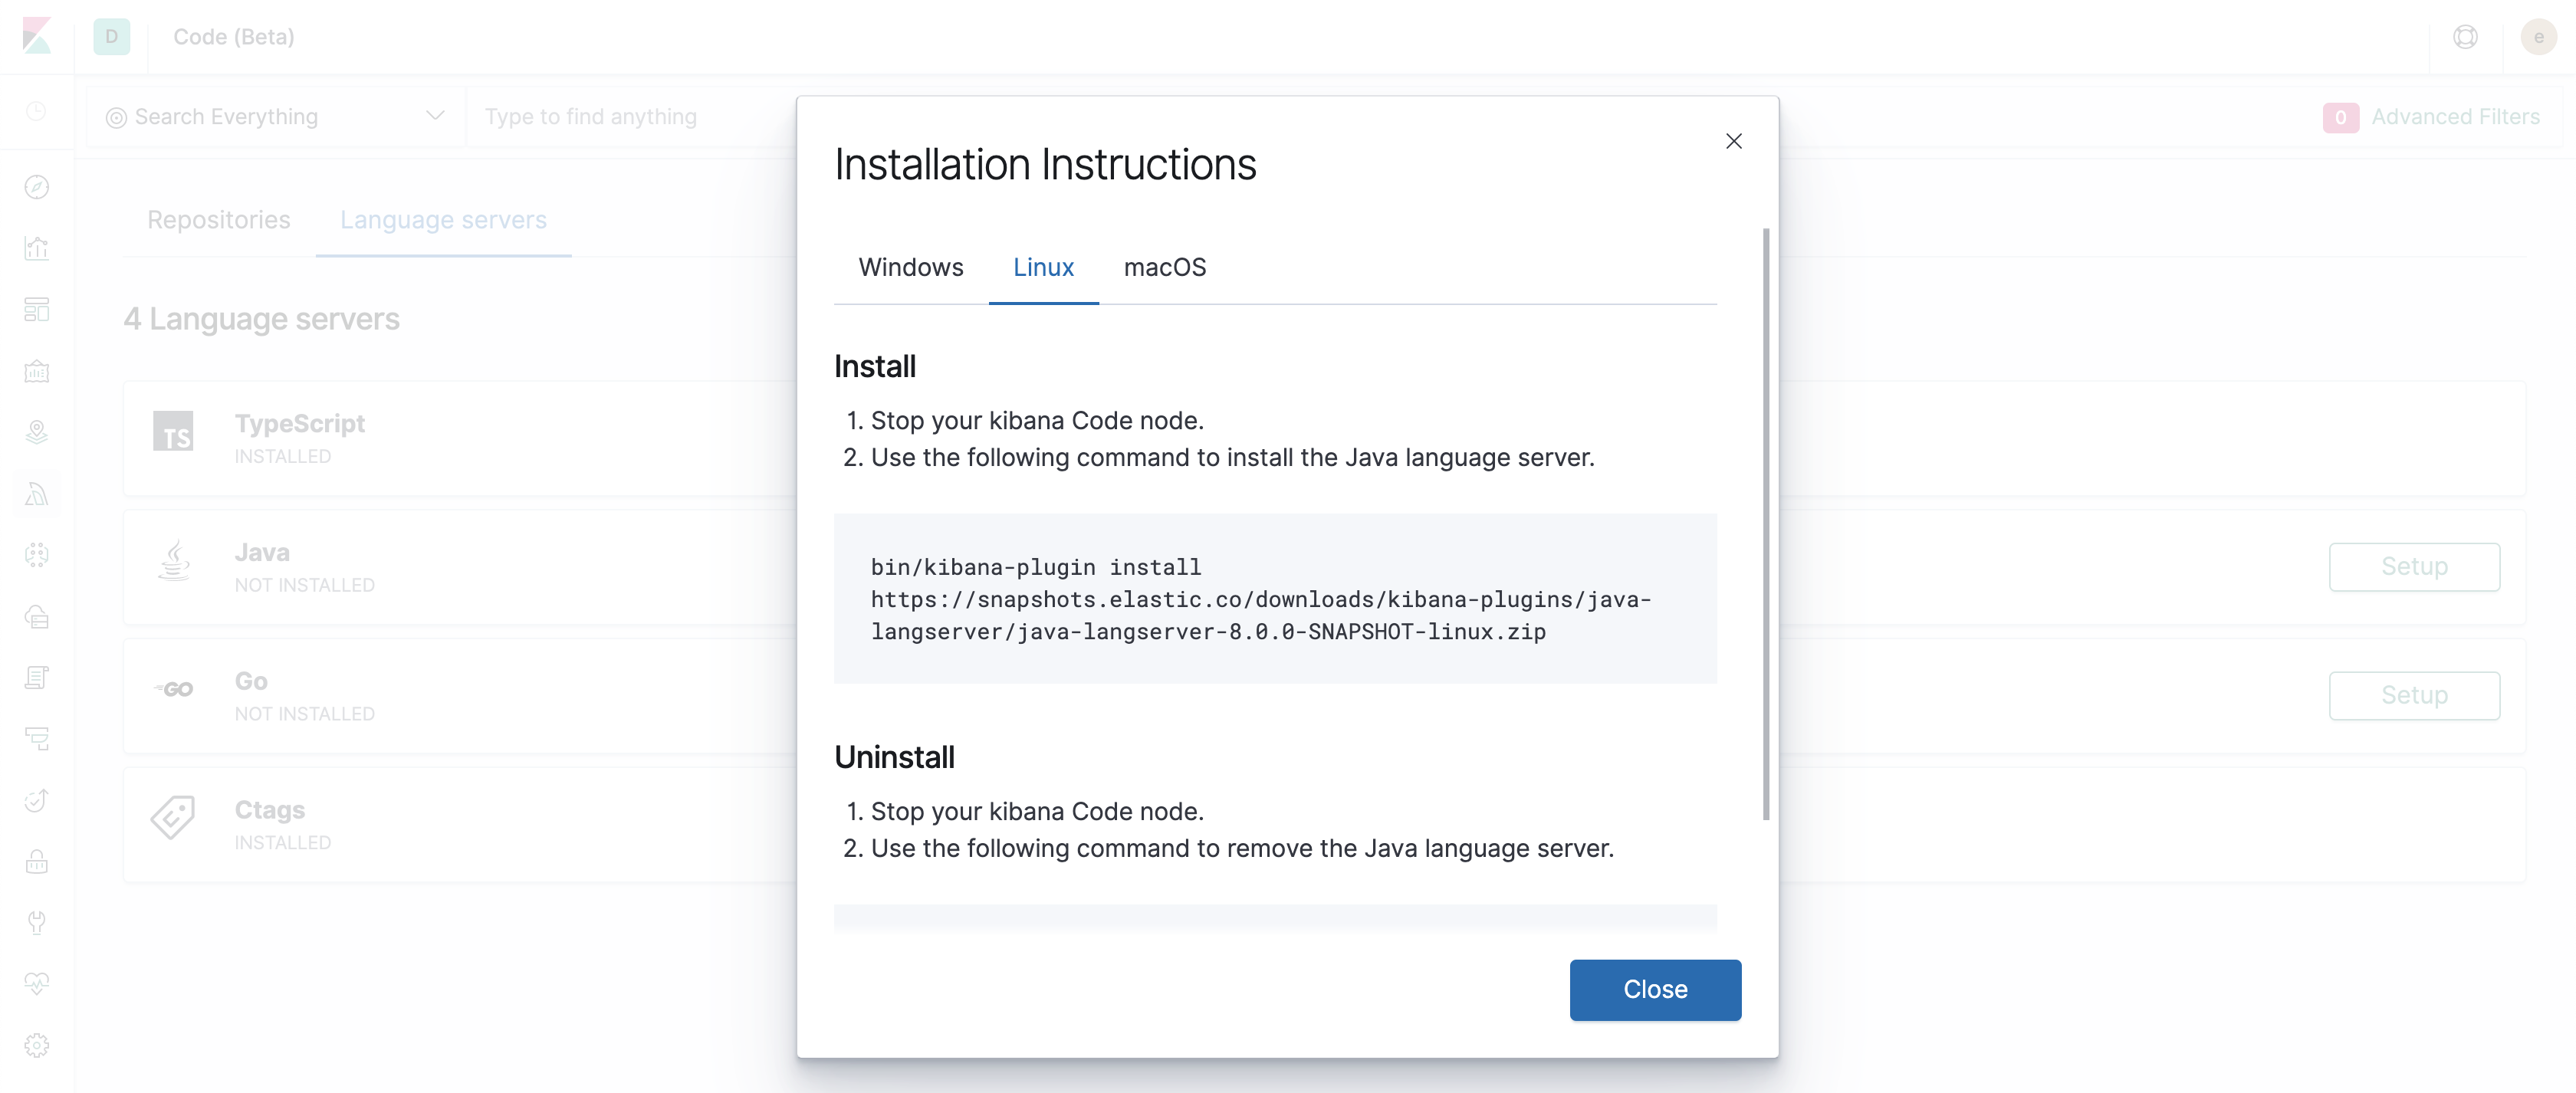 D
Code (Beta)
e
Search Everything
Type to find anything
0
Advanced Filters
Repositories
Language servers
4 Language servers
TS
TypeScript
INSTALLED
Java
NOT INSTALLED
Setup
GO
Go
NOT INSTALLED
Setup
Ctags
INSTALLED
Installation Instructions
Windows
Linux
macOS
Install
1. Stop your kibana Code node.
2. Use the following command to install the Java language server.
bin/kibana-plugin install
https://snapshots.elastic.co/downloads/kibana-plugins/java-
langserver/java-langserver-8.0.0-SNAPSHOT-linux.zip
Uninstall
1. Stop your kibana Code node.
2. Use the following command to remove the Java language server.
Close